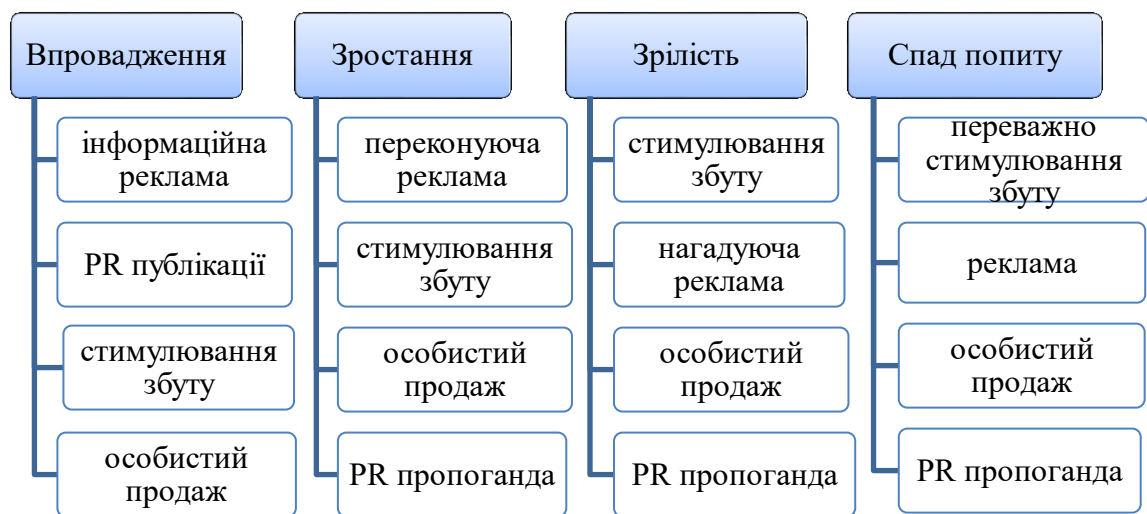 Впровадження
інформаційна
реклама
PR публікації
стимулювання
збуту
особистий
продаж
Зростання
переконуюча
реклама
стимулювання
збуту
особистий
продаж
PR пропоганда
Зрілість
стимулювання
збуту
нагадуюча
реклама
особистий
продаж
PR пропоганда
Спад попиту
переважно
стимулювання
збуту
реклама
особистий
продаж
PR пропоганда